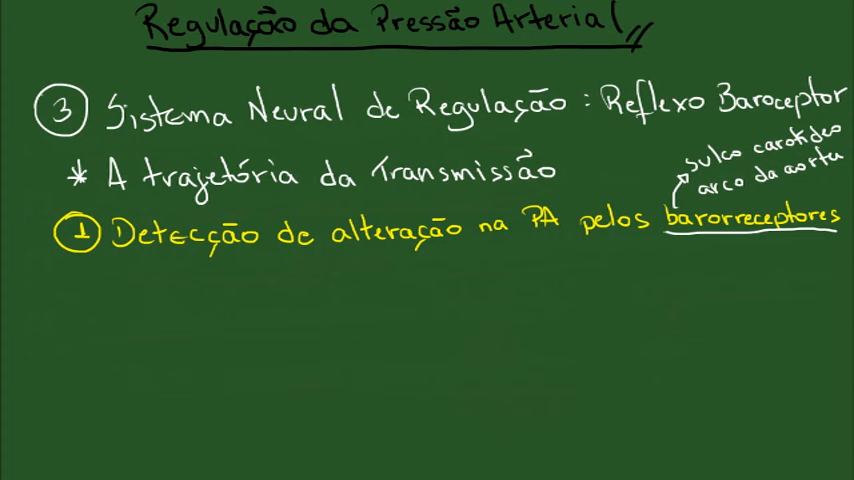 Regulação da Pressão Arterial
3 Sistema Neural de Regulação : Reflexo Baroceptor
* A trajetória da Transmissão
sulco carotídeo
arco da aorta
1 Detecção de alteração na PA pelos barorreceptores